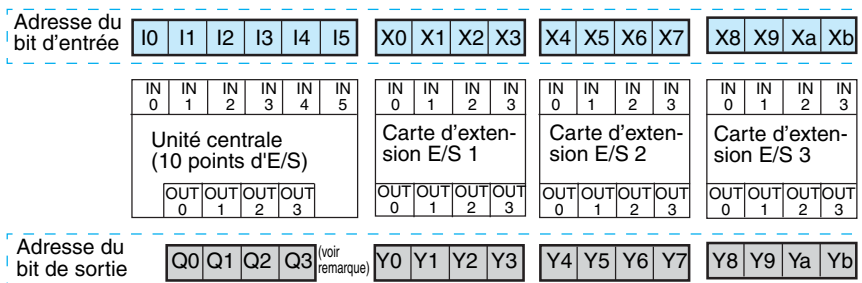 Adresse du
bit d'entrée
I0 I1 I2 I3 I4 I5 X0 X1 X2 X3 X4 X5 X6 X7 X8 X9 Xa Xb
IN IN IN IN IN IN IN IN IN IN IN IN IN IN IN IN IN IN
0 1 2 3 4 5 0 1 2 3 0 1 2 3 0 1 2 3
Unité centrale
(10 points d'E/S)
Carte d'exten-
sion E/S 1
Carte d'exten-
sion E/S 2
Carte d'exten-
sion E/S 3
OUT OUT OUT OUT OUT OUT OUT OUT OUT OUT OUT OUT OUT OUT OUT OUT
0 1 2 3 0 1 2 3 0 1 2 3 0 1 2 3
Adresse du
bit de sortie
Q0 Q1 Q2 Q3
(voir
remarque)
Y0 Y1 Y2 Y3 Y4 Y5 Y6 Y7 Y8 Y9 Ya Yb